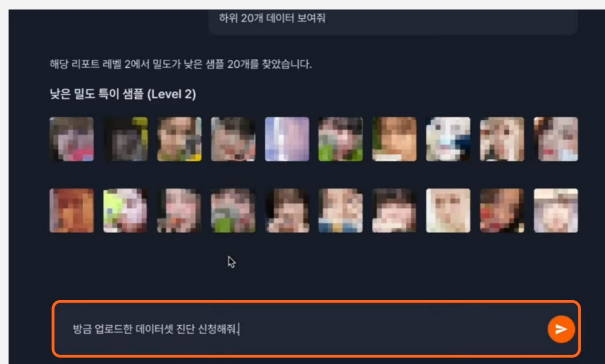 하위 20개 데이터 보여줘
해당 리포트 레벨 2에서 밀도가 낮은 샘플 20개를 찾았습니다.
낮은 밀도 특이 샘플 (Level 2)
방금 업로드한 데이터셋 진단 신청해줘.